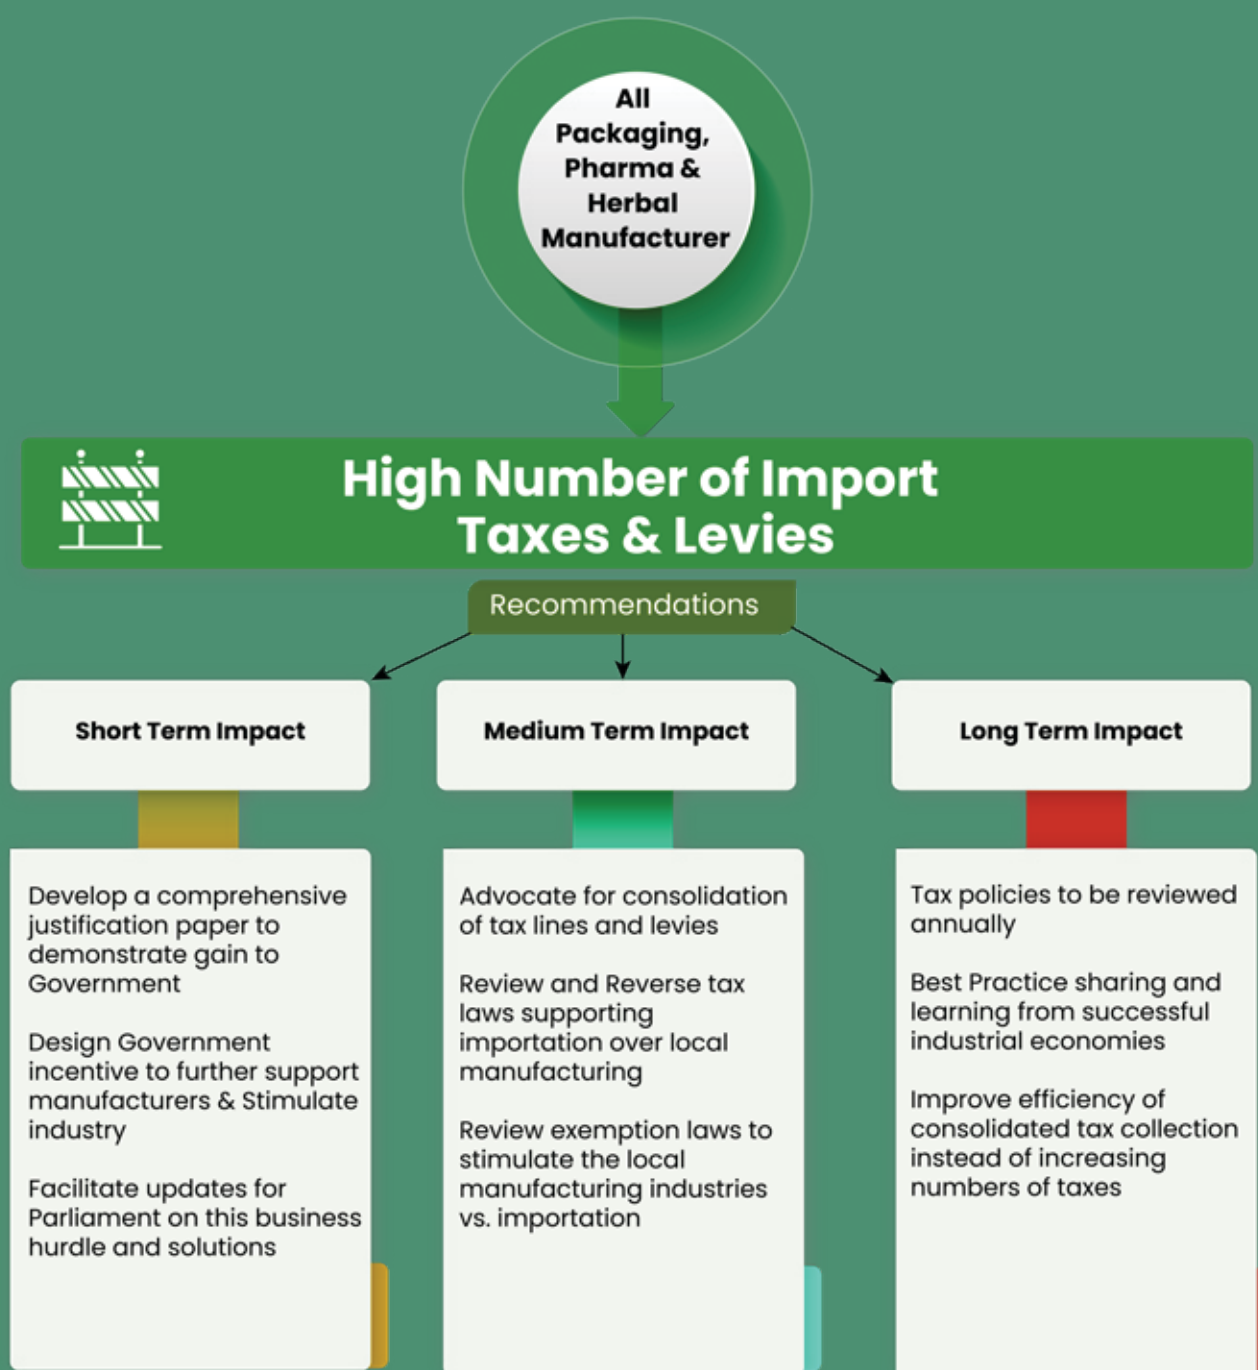 All
Packaging,
Pharma &
Herbal
Manufacturer
High Number of Import
Taxes & Levies
Recommendations
Short Term Impact
Medium Term Impact
Long Term Impact
Develop a comprehensive
justification paper to
demonstrate gain to
Government
Design Government
incentive to further support
manufacturers & Stimulate
industry
Facilitate updates for
Parliament on this business
hurdle and solutions
Advocate for consolidation
of tax lines and levies
Review and Reverse tax
laws supporting
importation over local
manufacturing
Review exemption laws to
stimulate the local
manufacturing industries
vs. importation
Tax policies to be reviewed
annually
Best Practice sharing and
learning from successful
industrial economies
Improve efficiency of
consolidated tax collection
instead of increasing
numbers of taxes